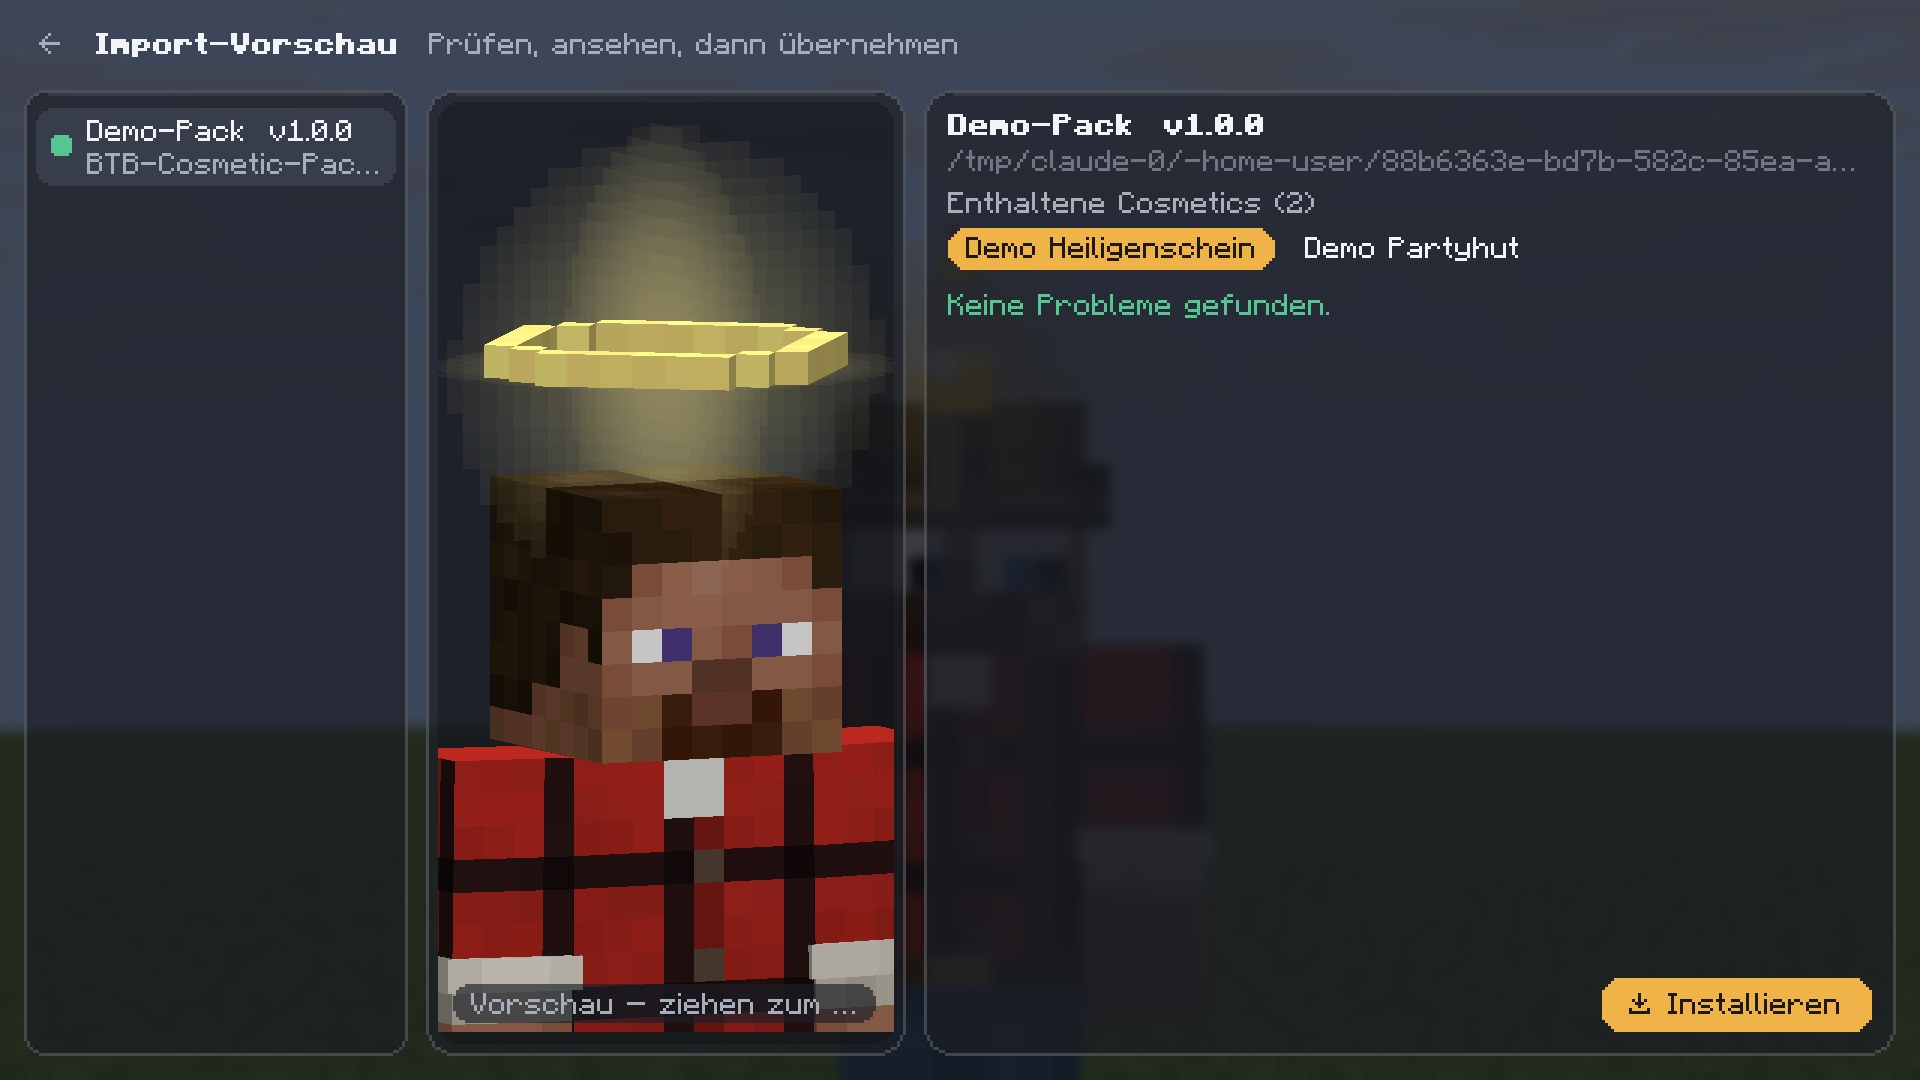 Import-Vorschau Prüfen, ansehen, dann übernehmen
Demo-Pack v1.0.0
BTB-Cosmetic-Pac...
Vorschau – ziehen zum ...
Demo-Pack v1.0.0
/tmp/claude-0/-home-user/88b6363e-bd7b-582c-85ea-a...
Enthaltene Cosmetics (2)
Demo Heiligenschein Demo Partyhut
Keine Probleme gefunden.
Installieren